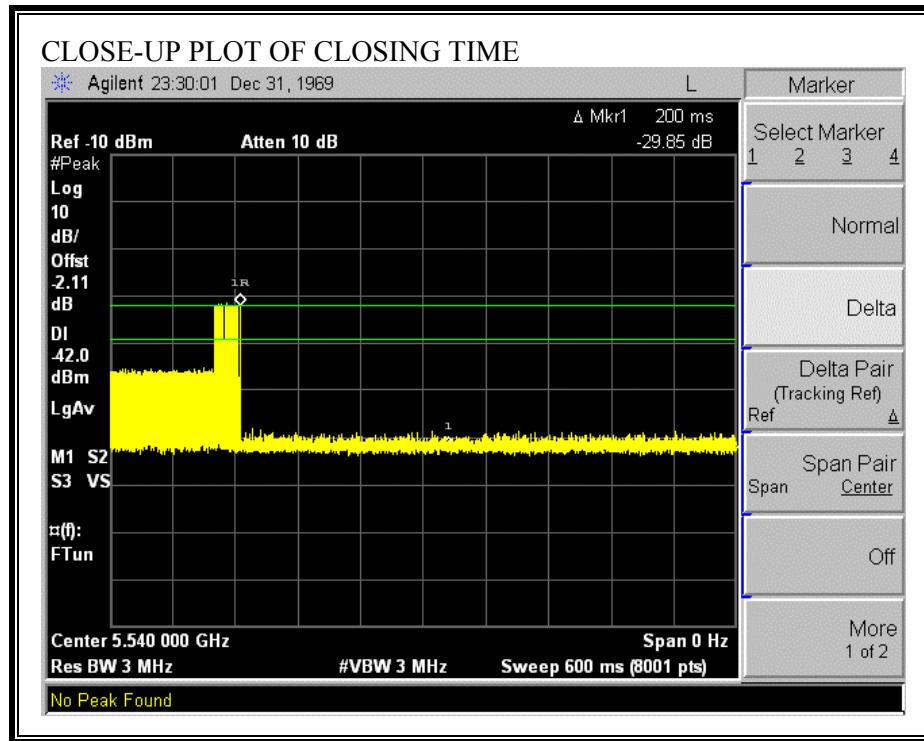 CLOSE-UP PLOT OF CLOSING TIME
Agilent 23:30:01 Dec 31, 1969 L
Δ Mkr1 200 ms
Ref -10 dBm Atten 10 dB -29.85 dB
#Peak
Log
10
dB/
Offst
-2.11
dB
DI
-42.0
dBm
LgAv
M1 S2
S3 VS
¤(f):
FTun
1R
1
Center 5.540 000 GHz Span 0 Hz
Res BW 3 MHz #VBW 3 MHz Sweep 600 ms (8001 pts)
No Peak Found
Marker
Select Marker
1 2 3 4
Normal
Delta
Delta Pair
(Tracking Ref)
Ref Δ
Span Pair
Span Center
Off
More
1 of 2